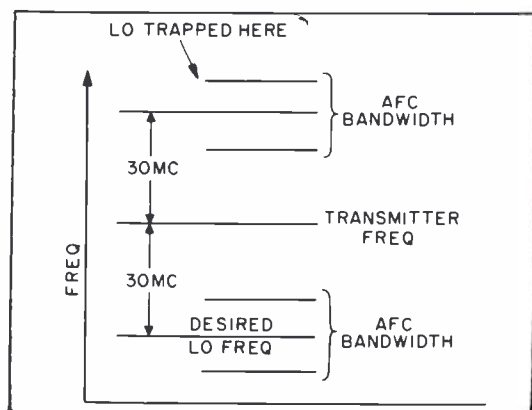 LO TRAPPED HERE
AFC
BANDWIDTH
30MC
TRANSMITTER
FREQ
FREQ
30MC
DESIRED
LO FREQ
AFC
BANDWIDTH